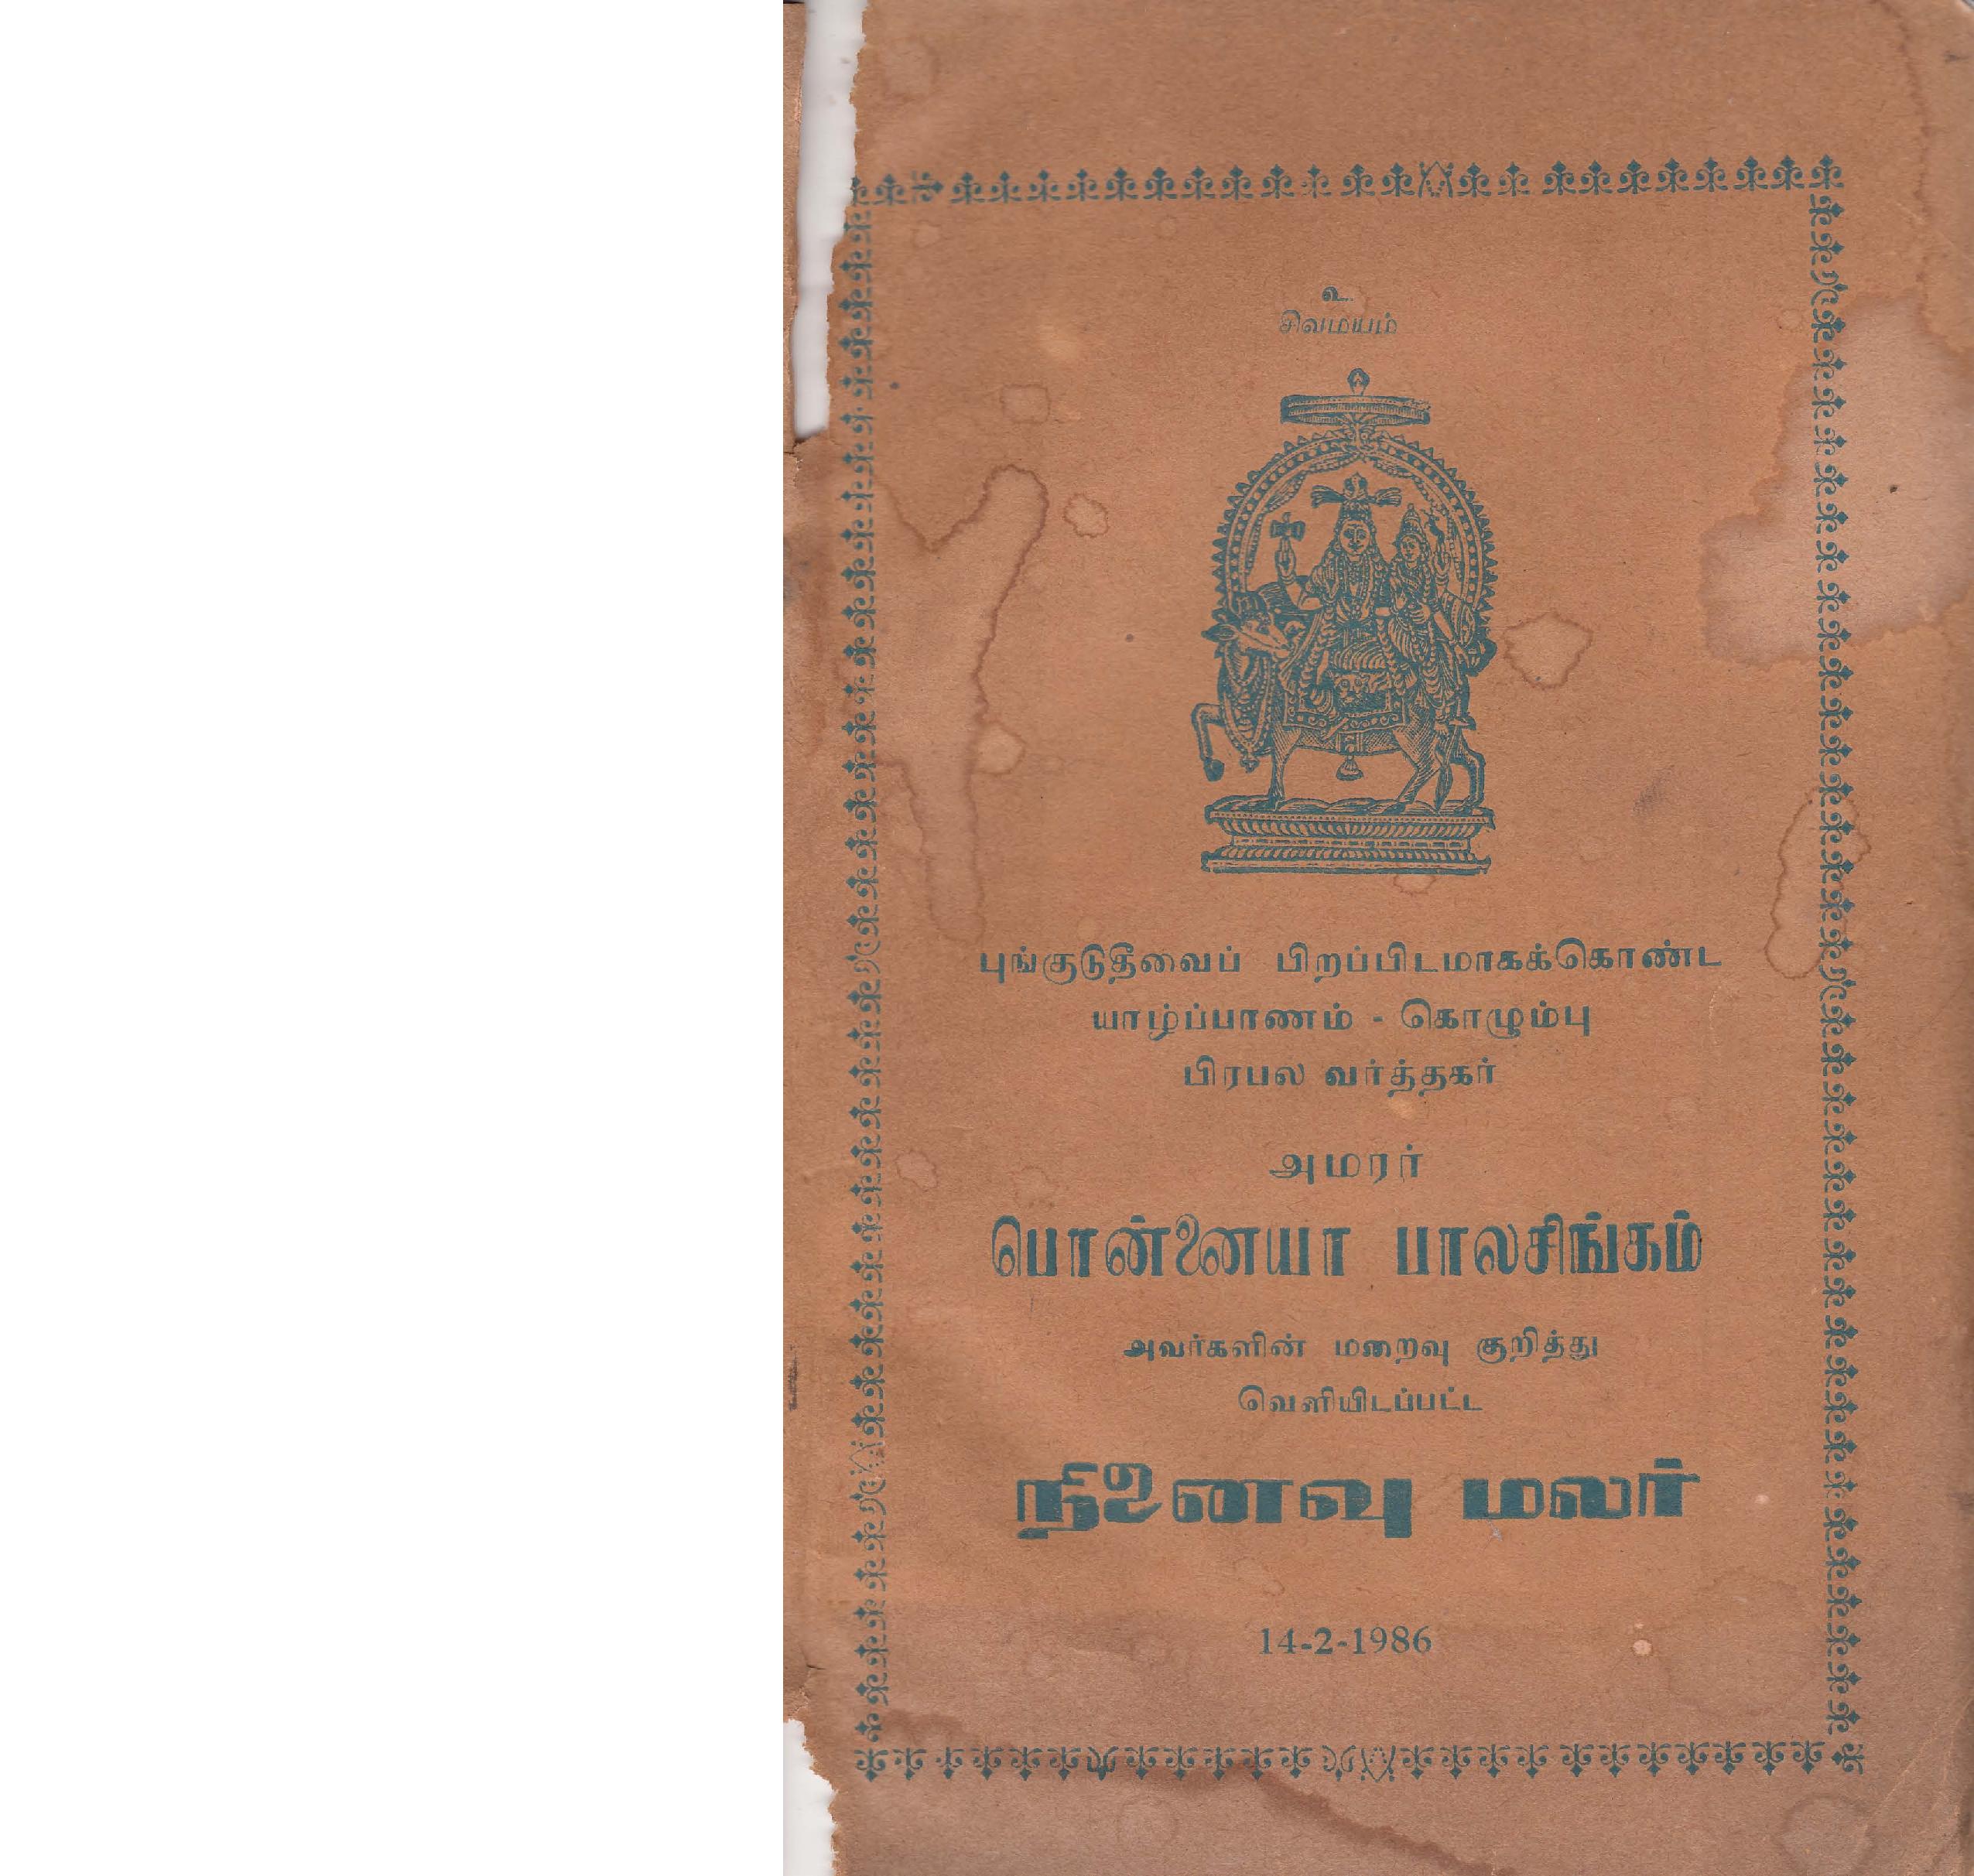 உ
சிவமயம்
புங்குடுதீவைப் பிறப்பிடமாகக்கொண்ட
யாழ்ப்பாணம் - கொழும்பு
பிரபல வர்த்தகர்
அமரர்
பொன்னையா பாலசிங்கம்
அவர்களின் மறைவு குறித்து
வெளியிடப்பட்ட
நினைவு மலர்
14-2-1986